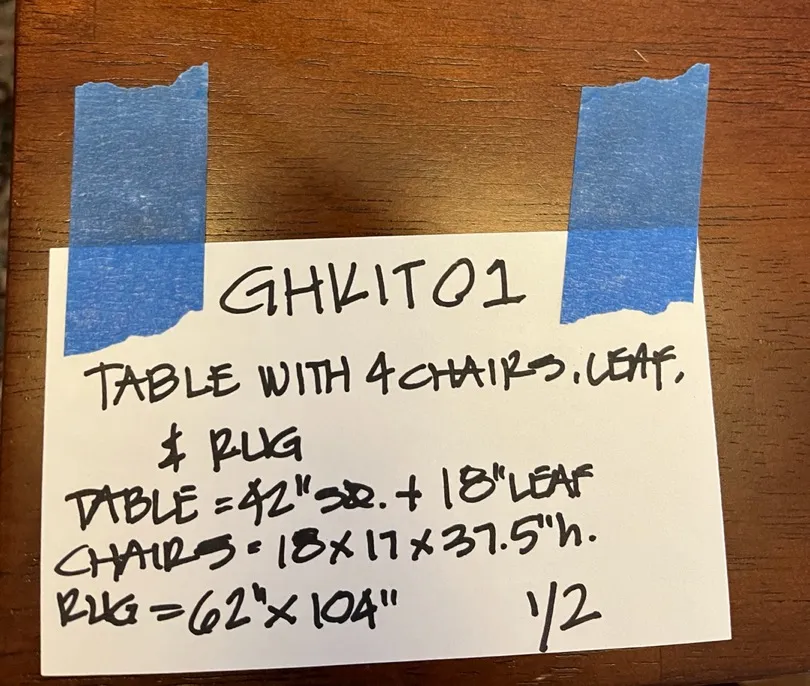 GHKIT01
TABLE WITH 4 CHAIRS, LEAF,
& RUG
TABLE = 42" SQ. + 18" LEAF
CHAIRS = 18 X 17 X 37.5" h.
RUG = 62" X 104"
1/2